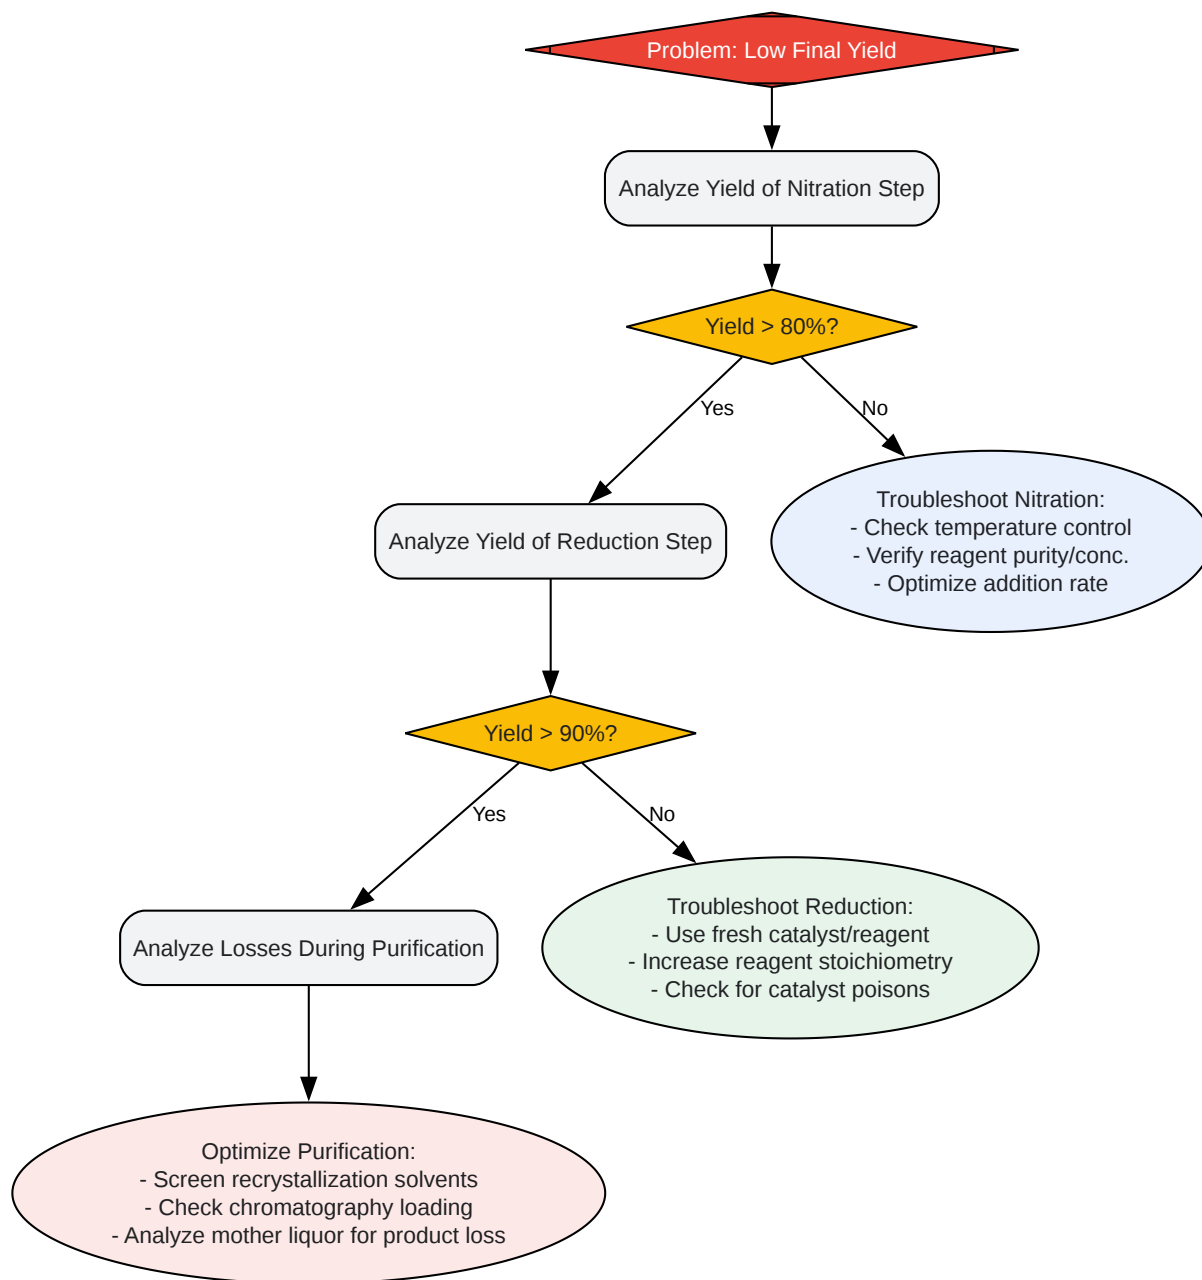 Problem: Low Final Yield
Analyze Yield of Nitration Step
Yield > 80%?
Yes
No
Troubleshoot Nitration:
- Check temperature control
- Verify reagent purity/conc.
- Optimize addition rate
Analyze Yield of Reduction Step
Yield > 90%?
Yes
No
Troubleshoot Reduction:
- Use fresh catalyst/reagent
- Increase reagent stoichiometry
- Check for catalyst poisons
Analyze Losses During Purification
Optimize Purification:
- Screen recrystallization solvents
- Check chromatography loading
- Analyze mother liquor for product loss